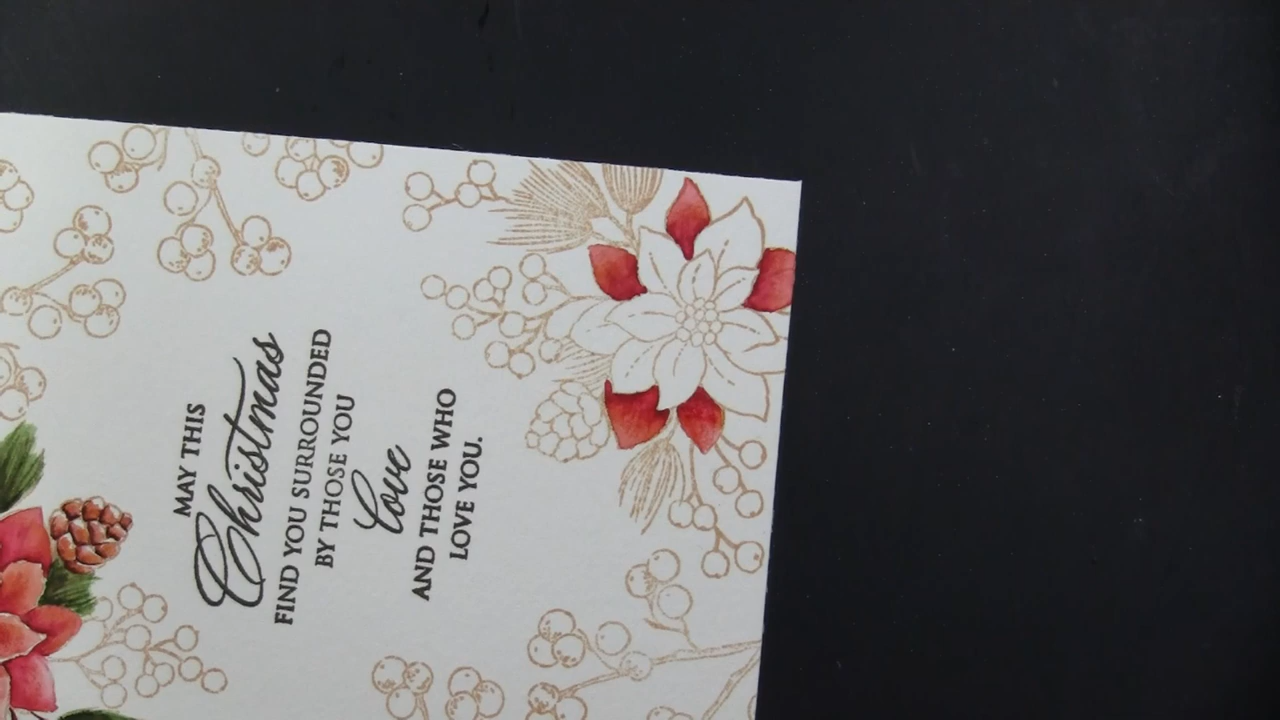 MAY THIS
Christmas
FIND YOU SURROUNDED
BY THOSE YOU
Love
AND THOSE WHO
LOVE YOU.